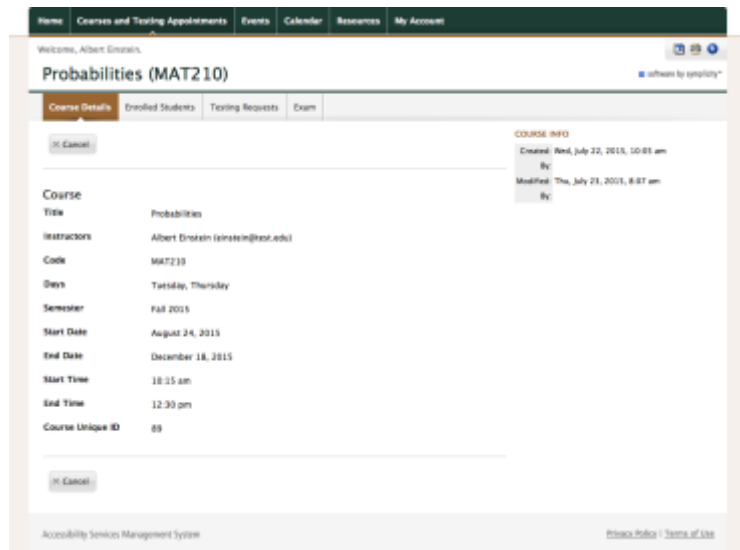 Home Courses and Testing Appointments Events Calendar Resources My Account
Welcome, Albert Einstein.
Probabilities (MAT210)
software by symplicity
Course Details Enrolled Students Testing Requests Exam
Cancel
COURSE INFO
Created: Wed, July 22, 2015, 10:05 am
By:
Modified: Thu, July 23, 2015, 8:07 am
By:
Course
Title Probabilities
Instructors Albert Einstein (einstein@test.edu)
Code MAT210
Days Tuesday, Thursday
Semester Fall 2015
Start Date August 24, 2015
End Date December 18, 2015
Start Time 10:15 am
End Time 12:30 pm
Course Unique ID 89
Cancel
Accessibility Services Management System
Privacy Policy | Terms of Use